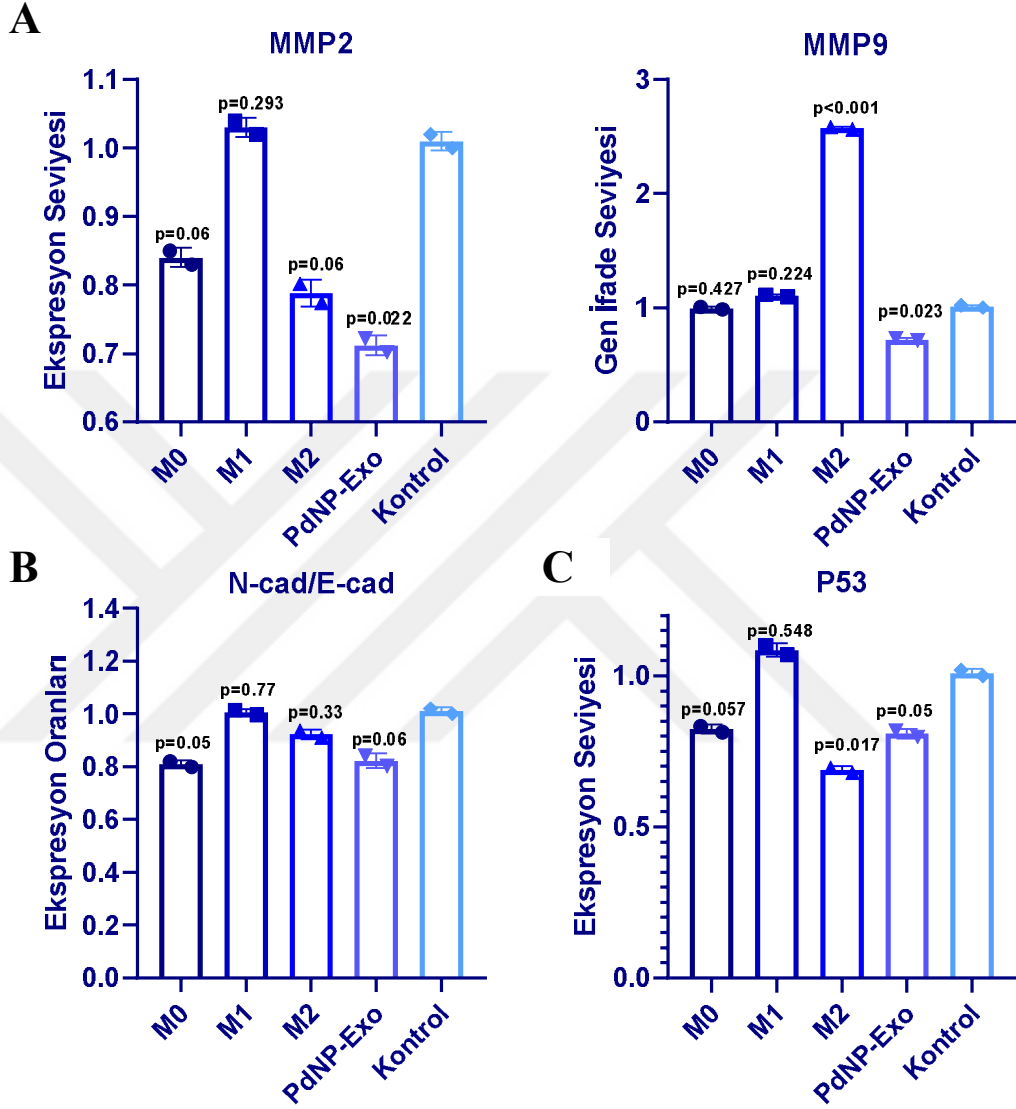 A
MMP2
Ekspresyon Seviyesi
1.1
1.0
0.9
0.8
0.7
0.6
p=0.06
p=0.293
p=0.06
p=0.022
M0
M1
M2
PdNP-Exo
Kontrol
MMP9
Gen İfade Seviyesi
3
2
1
0
p=0.427
p=0.224
p<0.001
p=0.023
M0
M1
M2
PdNP-Exo
Kontrol
B
N-cad/E-cad
Ekspresyon Oranları
1.4
1.2
1.0
0.8
0.6
0.4
0.2
0.0
p=0.05
p=0.77
p=0.33
p=0.06
M0
M1
M2
PdNP-Exo
Kontrol
C
P53
Ekspresyon Seviyesi
1.0
0.5
0.0
p=0.057
p=0.548
p=0.017
p=0.05
M0
M1
M2
PdNP-Exo
Kontrol